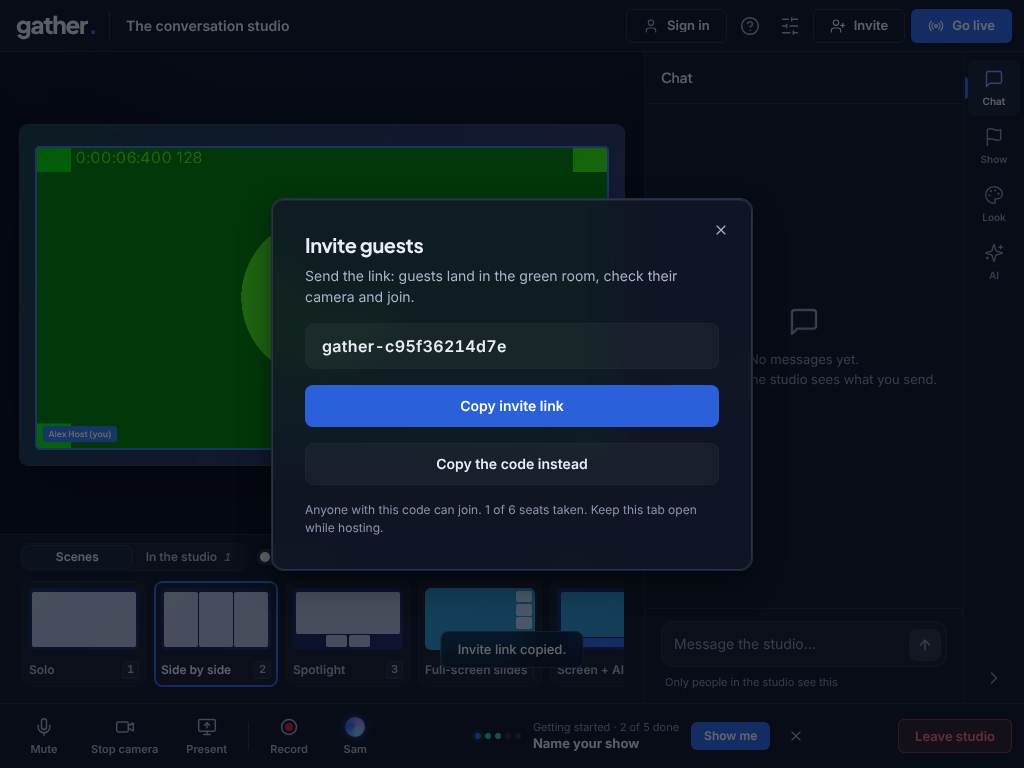 gather.
The conversation studio
Sign in
Invite
Go live
Chat
Chat
Show
Look
AI
0:00:06:400 128
Alex Host (you)
Invite guests
Send the link: guests land in the green room, check their
camera and join.
gather-c95f36214d7e
Copy invite link
Copy the code instead
Anyone with this code can join. 1 of 6 seats taken. Keep this tab open
while hosting.
No messages yet.
studio sees what you send.
Scenes
In the studio 1
Solo 1
Side by side 2
Spotlight 3
Full-screen slides
Screen + AI
Invite link copied.
Message the studio...
Only people in the studio see this
Mute
Stop camera
Present
Record
Sam
Getting started · 2 of 5 done
Name your show
Show me
Leave studio